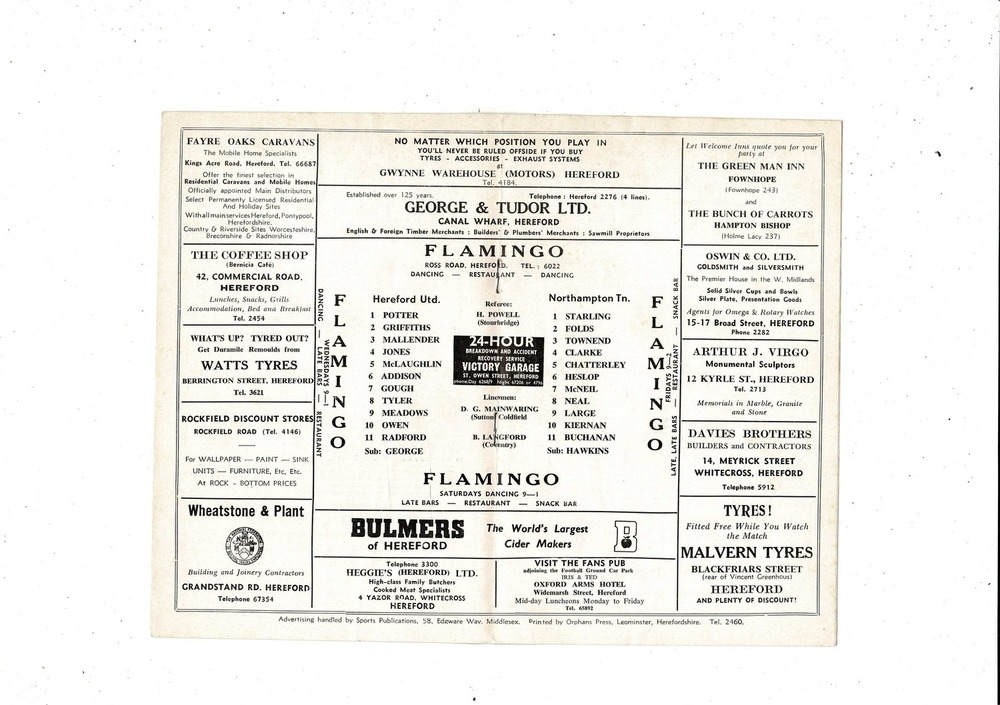 FAYRE OAKS CARAVANS
The Mobile Home Specialists
Kings Acre Road, Hereford. Tel. 66687
Offer the finest selection in
Residential Caravans and Mobile Homes
Officially appointed Main Distributors
Select Permanently Licensed Residential
And Holiday Sites
With all main services Hereford, Pontypool,
Herefordshire.
Country & Riverside Sites Worcestershire,
Breconshire & Radnorshire
THE COFFEE SHOP
(Bernicia Café)
42, COMMERCIAL ROAD,
HEREFORD
Lunches, Snacks, Grills
Accommodation, Bed and Breakfast
Tel. 2454
WHAT'S UP? TYRED OUT?
Get Duramile Remoulds from
WATTS TYRES
BERRINGTON STREET, HEREFORD
Tel. 3621
ROCKFIELD DISCOUNT STORES
ROCKFIELD ROAD (Tel. 4146)
For WALLPAPER — PAINT — SINK
UNITS — FURNITURE, Etc, Etc.
At ROCK - BOTTOM PRICES
Wheatstone & Plant
Building and Joinery Contractors
GRANDSTAND RD. HEREFORD
Telephone 67354
NO MATTER WHICH POSITION YOU PLAY IN
YOU'LL NEVER BE RULED OFFSIDE IF YOU BUY
TYRES - ACCESSORIES - EXHAUST SYSTEMS
at
GWYNNE WAREHOUSE (MOTORS) HEREFORD
Tel. 4184.
Established over 125 years. Telephone : Hereford 2276 (4 lines).
GEORGE & TUDOR LTD.
CANAL WHARF, HEREFORD
English & Foreign Timber Merchants : Builders' & Plumbers' Merchants : Sawmill Proprietors
FLAMINGO
ROSS ROAD, HEREFORD. TEL. : 6022
DANCING — RESTAURANT — DANCING
DANCING — WEDNESDAYS 9—1
LATE BARS — RESTAURANT
FLAMINGO
Hereford Utd.
1 POTTER
2 GRIFFITHS
3 MALLENDER
4 JONES
5 McLAUGHLIN
6 ADDISON
7 GOUGH
8 TYLER
9 MEADOWS
10 OWEN
11 RADFORD
Sub: GEORGE
Referee:
H. POWELL
(Stourbridge)
24-HOUR
BREAKDOWN AND ACCIDENT
RECOVERY SERVICE
VICTORY GARAGE
ST. OWEN STREET, HEREFORD
phone: Day 6268/9 Night 67206 or 4796
Linesmen:
D. G. MAINWARING
(Sutton Coldfield
B. LANGFORD
(Coventry)
Northampton Tn.
1 STARLING
2 FOLDS
3 TOWNEND
4 CLARKE
5 CHATTERLEY
6 HESLOP
7 McNEIL
8 NEAL
9 LARGE
10 KIERNAN
11 BUCHANAN
Sub: HAWKINS
FLAMINGO
FRIDAYS 9—2
LATE, LATE BARS — RESTAURANT — SNACK BAR
FLAMINGO
SATURDAYS DANCING 9—1
LATE BARS — RESTAURANT — SNACK BAR
BULMERS
of HEREFORD
The World's Largest
Cider Makers
B
Telephone 3300
HEGGIE'S (HEREFORD) LTD.
High-class Family Butchers
Cooked Meat Specialists
4 YAZOR ROAD, WHITECROSS
HEREFORD
VISIT THE FANS PUB
adjoining the Football Ground Car Park
IRIS & TED
OXFORD ARMS HOTEL
Widemarsh Street, Hereford
Mid-day Luncheons Monday to Friday
Tel. 65892
Let Welcome Inns quote you for your
party at
THE GREEN MAN INN
FOWNHOPE
(Fownhope 243)
and
THE BUNCH OF CARROTS
HAMPTON BISHOP
(Holme Lacy 237)
OSWIN & CO. LTD.
GOLDSMITH and SILVERSMITH
The Premier House in the W. Midlands
Solid Silver Cups and Bowls
Silver Plate, Presentation Goods
Agents for Omega & Rotary Watches
15-17 Broad Street, HEREFORD
Phone 2282
ARTHUR J. VIRGO
Monumental Sculptors
12 KYRLE ST., HEREFORD
Tel. 2713
Memorials in Marble, Granite
and Stone
DAVIES BROTHERS
BUILDERS and CONTRACTORS
14, MEYRICK STREET
WHITECROSS, HEREFORD
Telephone 5912
TYRES!
Fitted Free While You Watch
the Match
MALVERN TYRES
BLACKFRIARS STREET
(rear of Vincent Greenhous)
HEREFORD
AND PLENTY OF DISCOUNT!
Advertising handled by Sports Publications, 58, Edgware Way, Middlesex. Printed by Orphans Press, Leominster, Herefordshire. Tel. 2460.